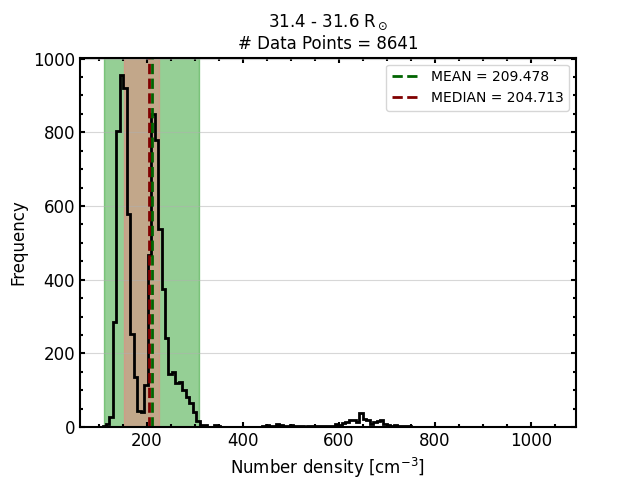 31.4 - 31.6 R⊙
# Data Points = 8641
MEAN = 209.478
MEDIAN = 204.713
Frequency
1000
800
600
400
200
0
200 400 600 800 1000
Number density [cm⁻³]